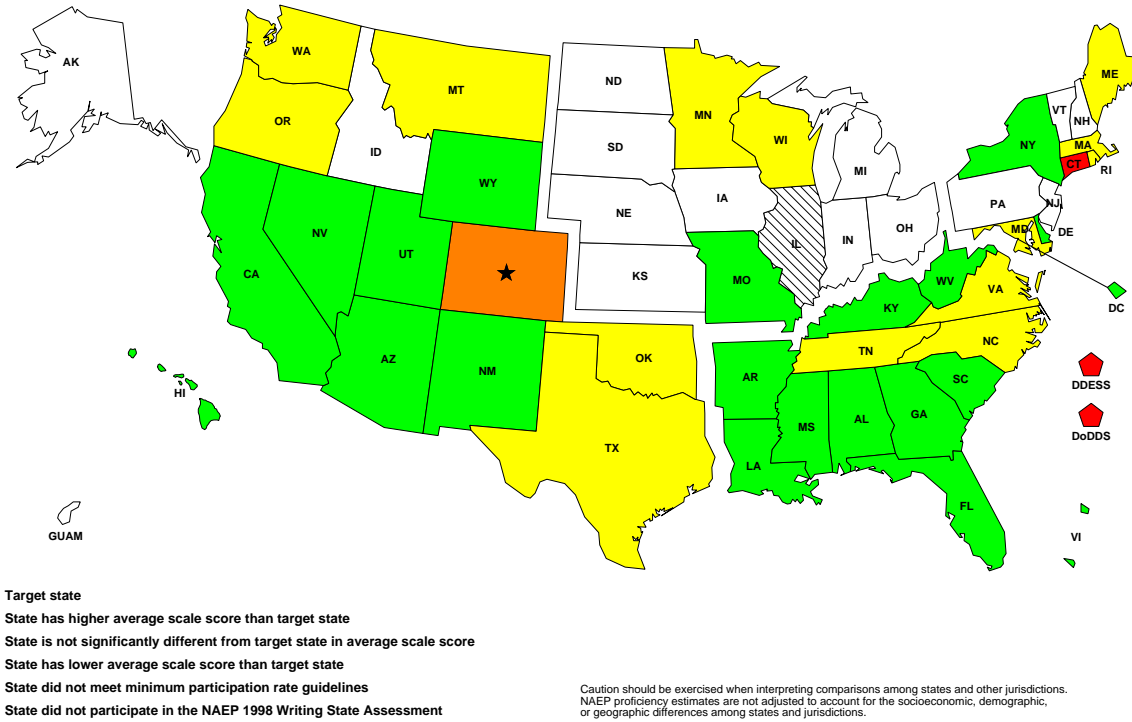 AK
WA
MT
ND
MN
ME
VT
NH
OR
ID
SD
WI
NY
MA
CT
RI
WY
MI
IA
NE
PA
NJ
NV
UT
IL
IN
OH
MD
DE
CA
KS
MO
WV
VA
KY
DC
AZ
NM
OK
TN
NC
AR
SC
DDESS
HI
MS
AL
GA
DoDDS
TX
LA
FL
GUAM
VI
Target state
State has higher average scale score than target state
State is not significantly different from target state in average scale score
State has lower average scale score than target state
State did not meet minimum participation rate guidelines
State did not participate in the NAEP 1998 Writing State Assessment
Caution should be exercised when interpreting comparisons among states and other jurisdictions.
NAEP proficiency estimates are not adjusted to account for the socioeconomic, demographic,
or geographic differences among states and jurisdictions.